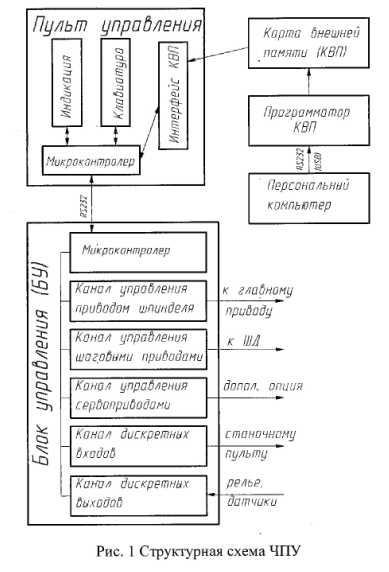 Пульт управления
Индикация
Клавиатура
Интерфейс КВП
Микроконтролер
RS232
Карта внешней
памяти (КВП)
Программатор
КВП
RS232
(USB)
Персональный
компьютер
Блок управления (БУ)
Микроконтролер
Канал управления
приводом шпинделя
к главному
приводу
Канал управления
шаговыми приводами
к ШД
Канал управления
сервоприводами
допол. опция
Канал дискретных
входов
станочному
пульту
Канал дискретных
выходов
релье,
датчики
Рис. 1 Структурная схема ЧПУ